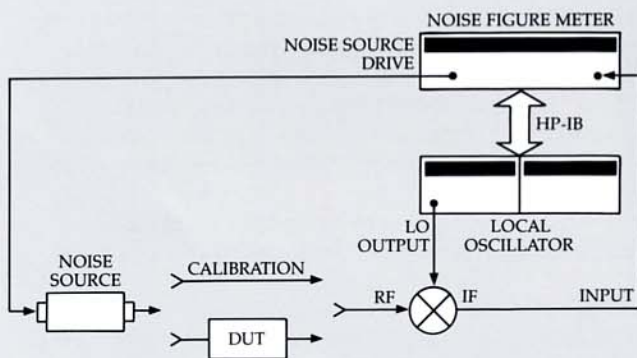 NOISE FIGURE METER
NOISE SOURCE
DRIVE
HP-IB
LO
OUTPUT
LOCAL
OSCILLATOR
NOISE
SOURCE
CALIBRATION
RF
IF
INPUT
DUT